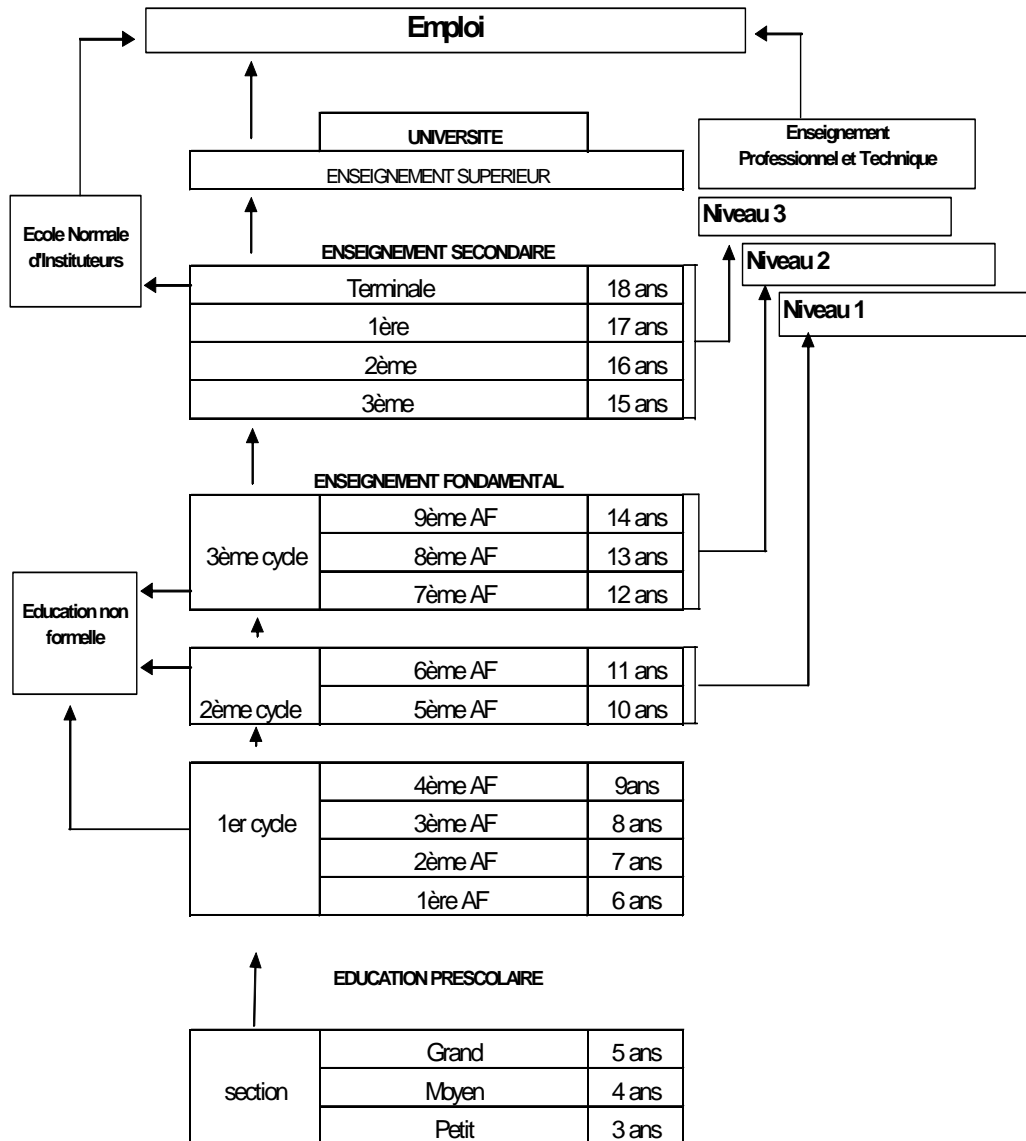 Emploi
UNIVERSITE
ENSEIGNEMENT SUPERIEUR
Enseignement
Professionnel et Technique
Ecole Normale
d'Instituteurs
Niveau 3
Niveau 2
Niveau 1
ENSEIGNEMENT SECONDAIRE
Terminale 18 ans
1ère 17 ans
2ème 16 ans
3ème 15 ans
ENSEIGNEMENT FONDAMENTAL
3ème cycle
9ème AF 14 ans
8ème AF 13 ans
7ème AF 12 ans
Education non
formelle
2ème cycle
6ème AF 11 ans
5ème AF 10 ans
1er cycle
4ème AF 9ans
3ème AF 8 ans
2ème AF 7 ans
1ère AF 6 ans
EDUCATION PRESCOLAIRE
section
Grand 5 ans
Moyen 4 ans
Petit 3 ans